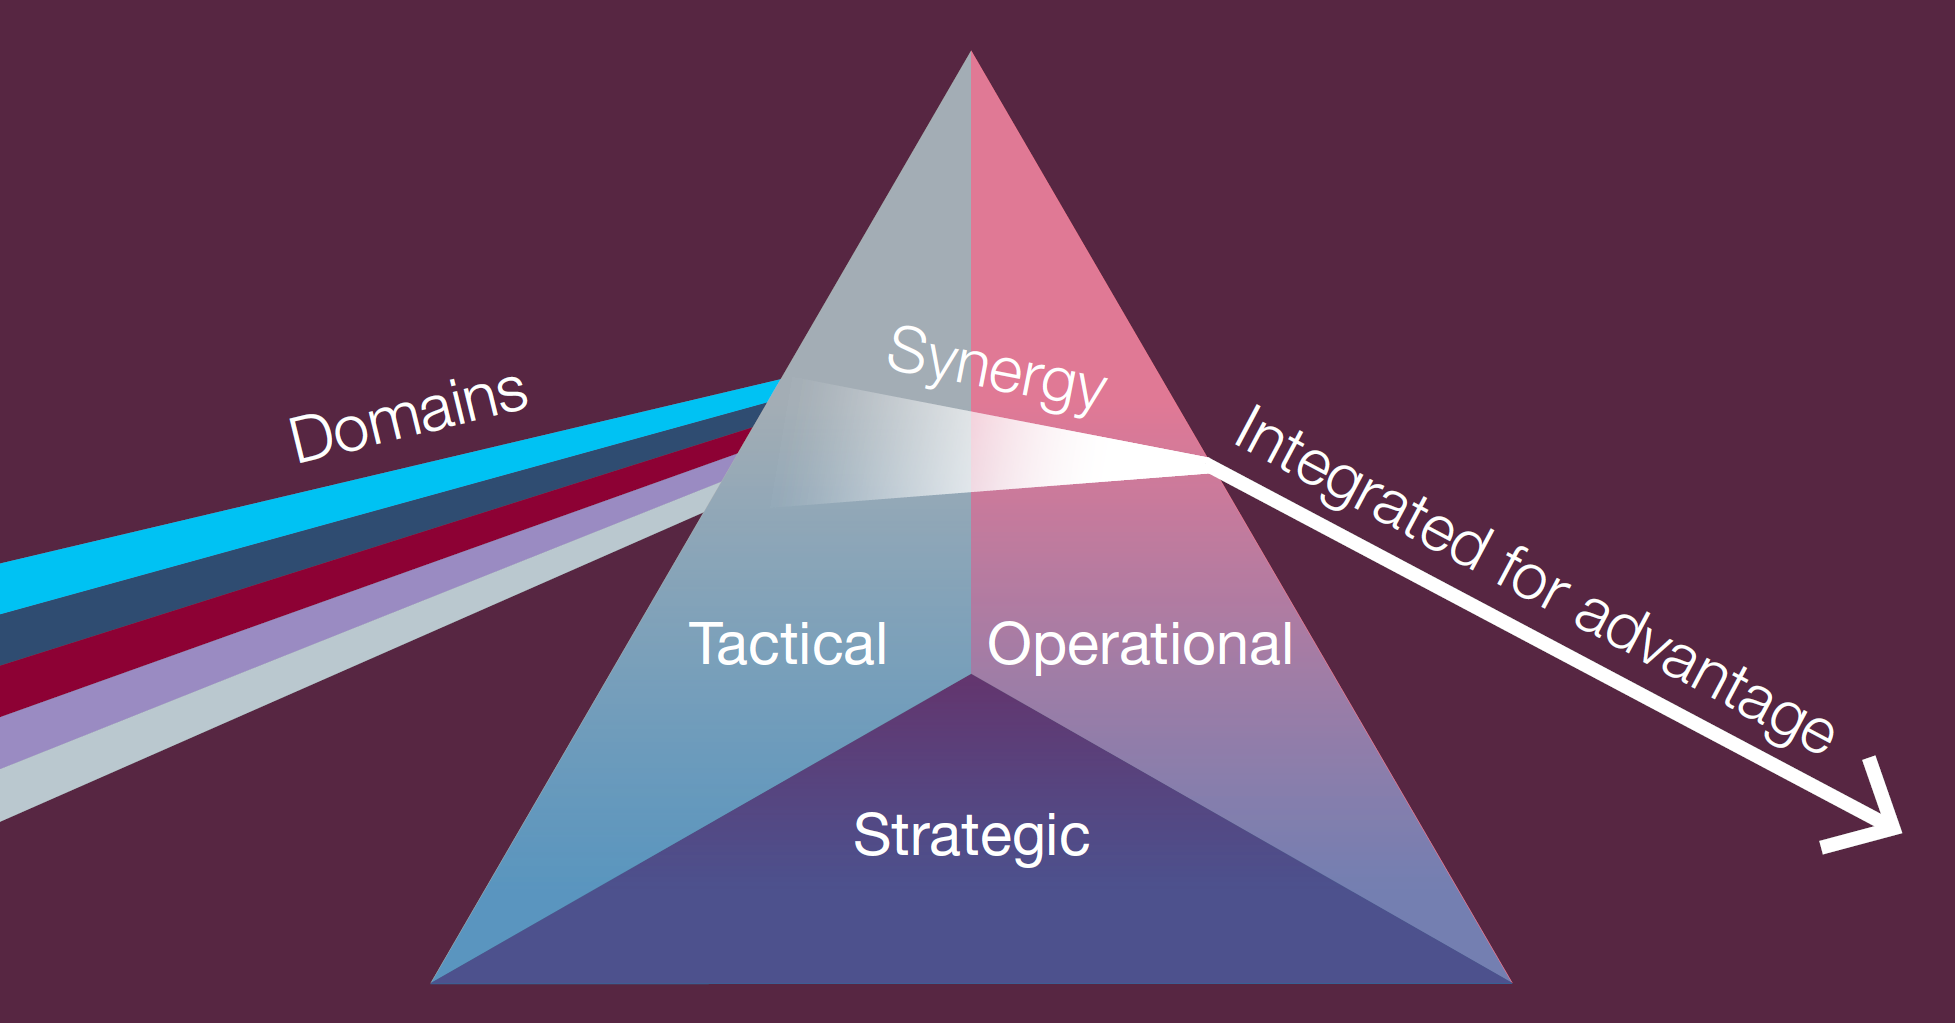 Domains
Synergy
Integrated for advantage
Tactical
Operational
Strategic